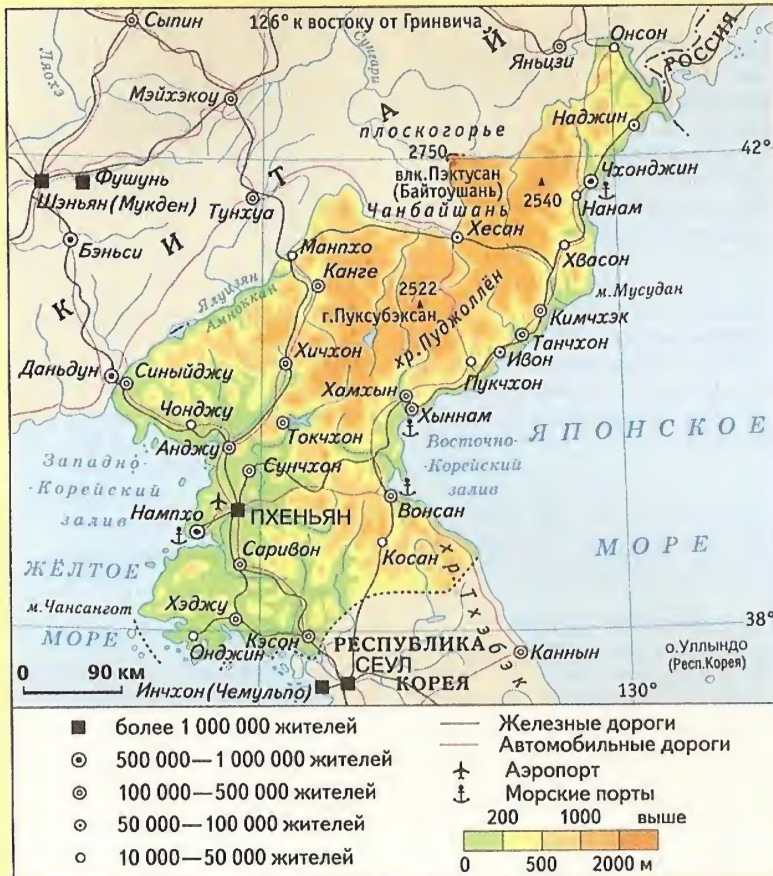 126° к востоку от Гринвича
Сыпин
Ляохэ
Сунгари
Й
Яньцзи
Онсон
РОССИЯ
Мэйхэкоу
А
плоскогорье
Наджин
2750
42°
влк. Пэктусан
(Байтоушань)
Фушунь
Шэньян (Мукден)
Тунхуа
Т
Чанбайшань
2540
Чхонджин
Нанам
Бэньси
И
Манпхо
Хесан
Хвасон
Канге
2522
м. Мусудан
К
Ялуцзян
Амноккан
г. Пуксубэксан
хр. Пуджоллён
Кимчхэк
Танчхон
Даньдун
Синыйджу
Хичхон
Ивон
Пукчхон
Хамхын
Хыннам
Чонджу
Анджу
Токчхон
Сунчхон
Восточно-
-Корейский
залив
ЯПОНСКОЕ
Западно-
-Корейский
залив
Нампхо
ПХЕНЬЯН
Вонсан
МОРЕ
Саривон
Косан
ЖЁЛТОЕ
м. Чансангот
Хэджу
хр. Тхэбэк
38°
МОРЕ
Онджин
Кэсон
РЕСПУБЛИКА
СЕУЛ
Каннын
о. Уллындо
(Респ. Корея)
0 90 км
Инчхон (Чемульпо)
КОРЕЯ
130°
более 1 000 000 жителей
500 000—1 000 000 жителей
100 000—500 000 жителей
50 000—100 000 жителей
10 000—50 000 жителей
Железные дороги
Автомобильные дороги
Аэропорт
Морские порты
200 1000 выше
0 500 2000 м